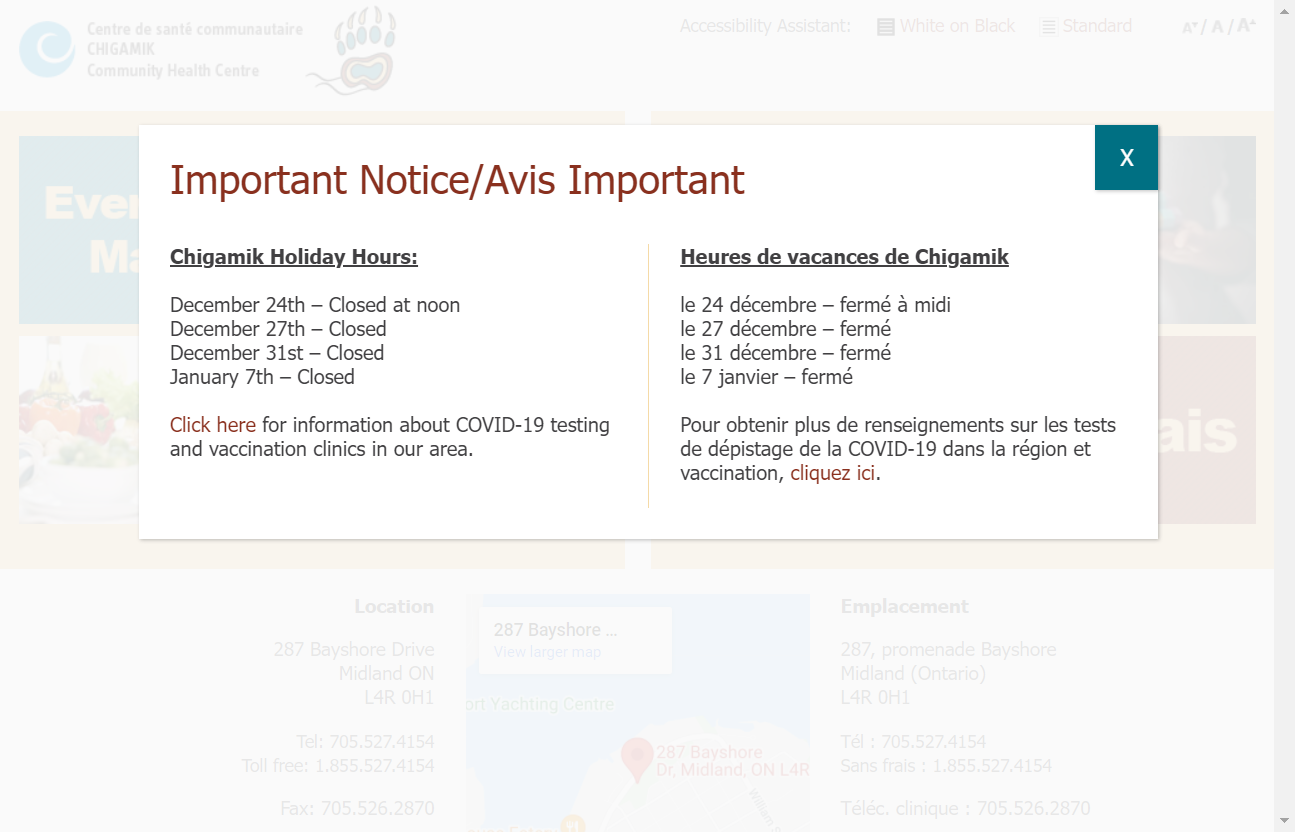 Centre de santé communautaire
CHIGAMIK
Community Health Centre
Accessibility Assistant:
White on Black
Standard
A / A / A
Important Notice/Avis Important
X
Chigamik Holiday Hours:
December 24th – Closed at noon
December 27th – Closed
December 31st – Closed
January 7th – Closed
Click here for information about COVID-19 testing
and vaccination clinics in our area.
Heures de vacances de Chigamik
le 24 décembre – fermé à midi
le 27 décembre – fermé
le 31 décembre – fermé
le 7 janvier – fermé
Pour obtenir plus de renseignements sur les tests
de dépistage de la COVID-19 dans la région et
vaccination, cliquez ici.
Location
287 Bayshore Drive
Midland ON
L4R 0H1
Tel: 705.527.4154
Toll free: 1.855.527.4154
Fax: 705.526.2870
287 Bayshore ...
View larger map
ort Yachting Centre
287 Bayshore
Dr, Midland, ON L4R
William S
Emplacement
287, promenade Bayshore
Midland (Ontario)
L4R 0H1
Tél : 705.527.4154
Sans frais : 1.855.527.4154
Téléc. clinique : 705.526.2870